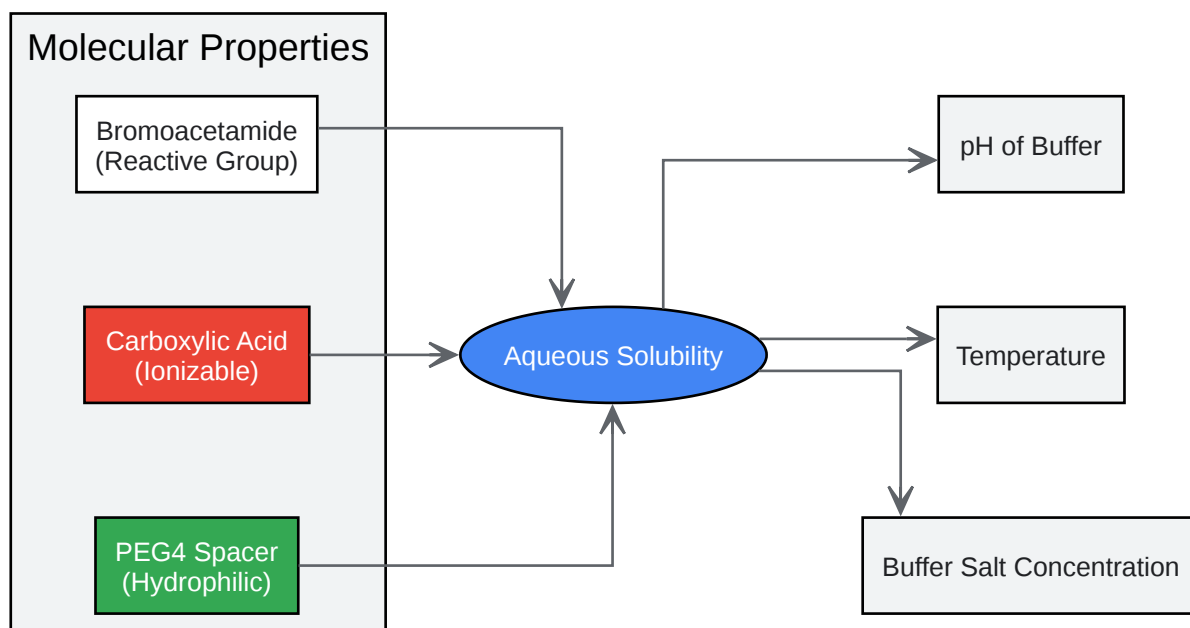 Molecular Properties
Bromoacetamide
(Reactive Group)
Carboxylic Acid
(Ionizable)
PEG4 Spacer
(Hydrophilic)
Aqueous Solubility
pH of Buffer
Temperature
Buffer Salt Concentration